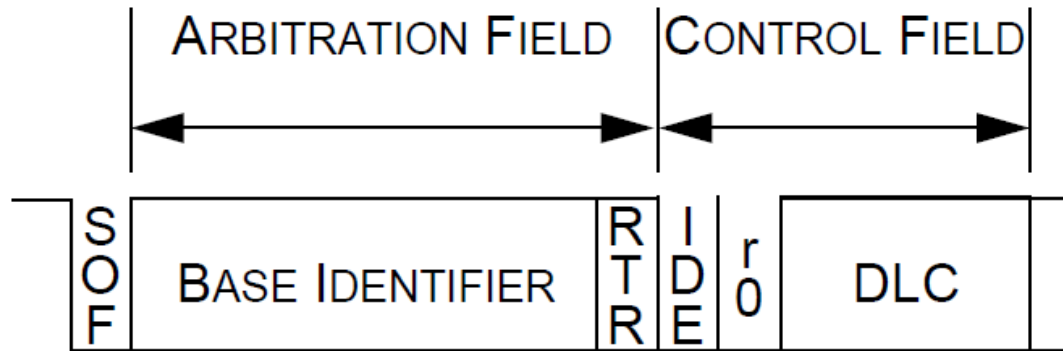 ARBITRATION FIELD
CONTROL FIELD
SOF
BASE IDENTIFIER
RTR
IDE
r0
DLC